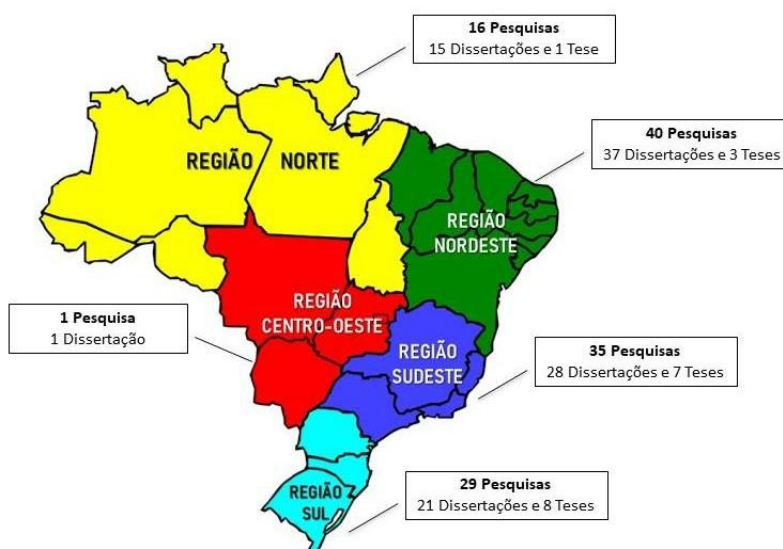 16 Pesquisas
15 Dissertações e 1 Tese
40 Pesquisas
37 Dissertações e 3 Teses
REGIÃO NORTE
REGIÃO
NORDESTE
REGIÃO
CENTRO-OESTE
1 Pesquisa
1 Dissertação
REGIÃO
SUDESTE
35 Pesquisas
28 Dissertações e 7 Teses
29 Pesquisas
21 Dissertações e 8 Teses
REGIÃO
SUL